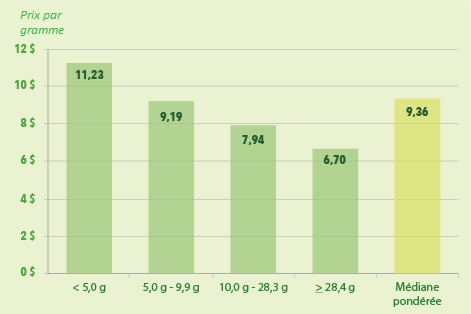 Prix par
gramme
12 $
10 $
8 $
6 $
4 $
2 $
0 $
11,23
9,19
7,94
6,70
9,36
< 5,0 g
5,0 g - 9,9 g
10,0 g - 28,3 g
≥ 28,4 g
Médiane
pondérée